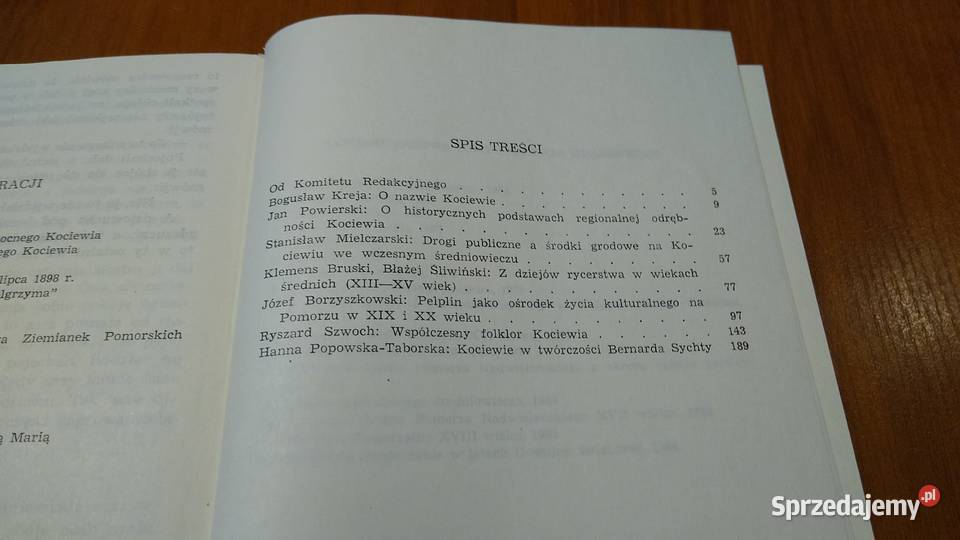 RACJI
ocnego Kociewia
ego Kociewia
lipca 1898 r.
elgrzyma"
a Ziemianek Pomorskich
ą Marią
SPIS TREŚCI
Od Komitetu Redakcyjnego . . . . . . . . . . 5
Bogusław Kreja: O nazwie Kociewie . . . . . . . . 9
Jan Powierski: O historycznych podstawach regionalnej odręb-
ności Kociewia . . . . . . . . . . . . 23
Stanisław Mielczarski: Drogi publiczne a środki grodowe na Ko-
ciewiu we wczesnym średniowieczu . . . . . . . 57
Klemens Bruski, Błażej Śliwiński: Z dziejów rycerstwa w wiekach
średnich (XIII—XV wiek) . . . . . . . . . 77
Józef Borzyszkowski: Pelplin jako ośrodek życia kulturalnego na
Pomorzu w XIX i XX wieku . . . . . . . . . 97
Ryszard Szwoch: Współczesny folklor Kociewia . . . . . 143
Hanna Popowska-Taborska: Kociewie w twórczości Bernarda Sychty 189
Sprzedajemy.pl